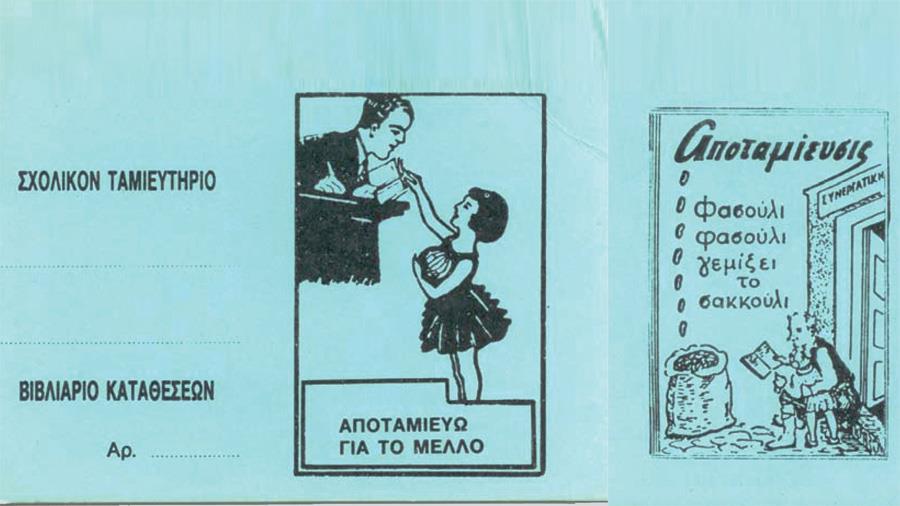 ΣΧΟΛΙΚΟΝ ΤΑΜΙΕΥΤΗΡΙΟ
ΒΙΒΛΙΑΡΙΟ ΚΑΤΑΘΕΣΕΩΝ
Αρ.
ΑΠΟΤΑΜΙΕΥΩ
ΓΙΑ ΤΟ ΜΕΛΛΟ
Αποταμίευσις
ΣΥΝΕΡΓΑΤΙΚΗ
Φασούλι
φασούλι
γεμίζει
το
σακκούλι